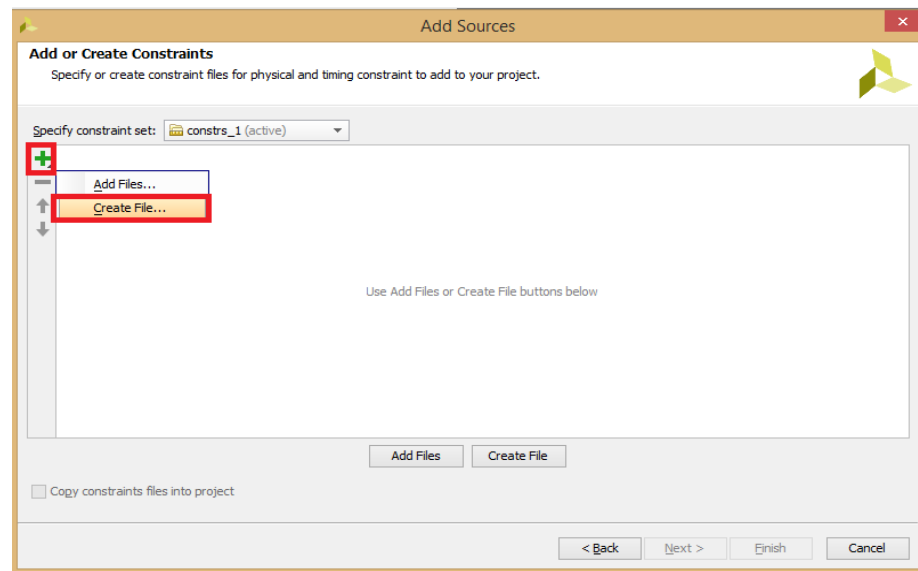 Add Sources
Add or Create Constraints
Specify or create constraint files for physical and timing constraint to add to your project.
Specify constraint set: constrs_1 (active)
Add Files...
Create File...
Use Add Files or Create File buttons below
Add Files Create File
Copy constraints files into project
< Back Next > Finish Cancel